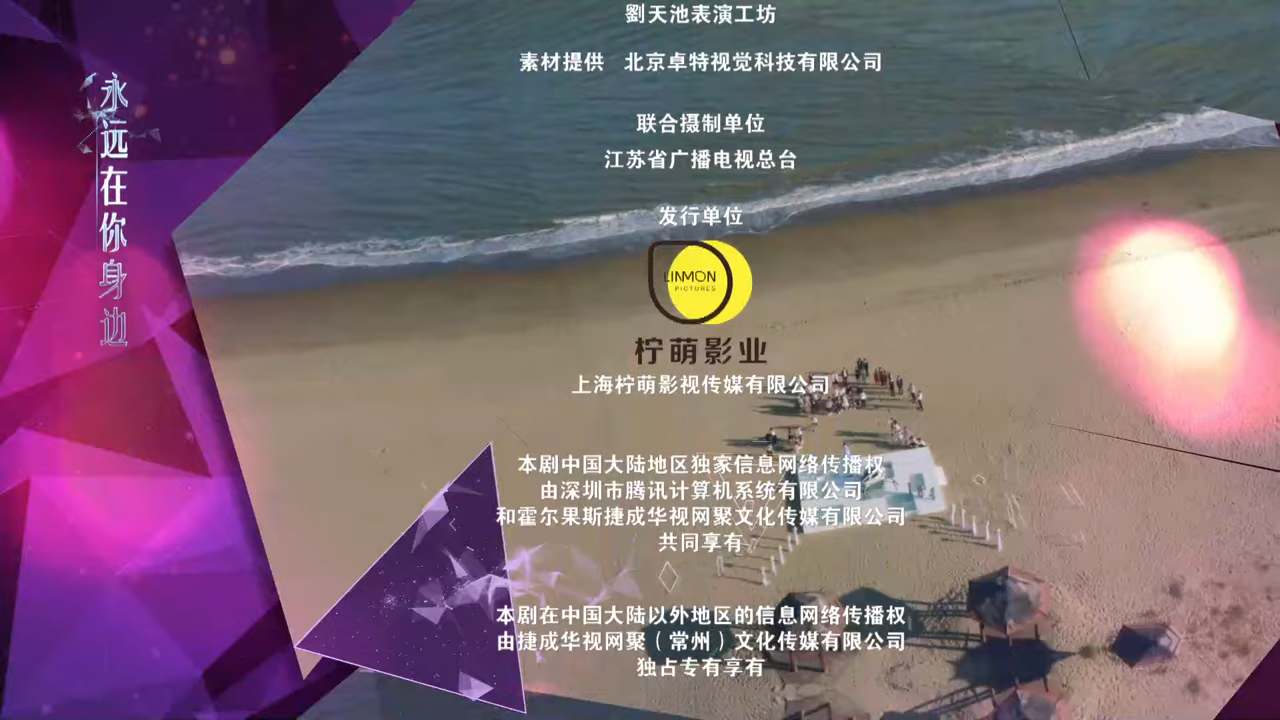 永远在你身边
劉天池表演工坊
素材提供 北京卓特视觉科技有限公司
联合摄制单位
江苏省广播电视总台
发行单位
LINMON
PICTURES
柠萌影业
上海柠萌影视传媒有限公司
本剧中国大陆地区独家信息网络传播权
由深圳市腾讯计算机系统有限公司
和霍尔果斯捷成华视网聚文化传媒有限公司
共同享有
本剧在中国大陆以外地区的信息网络传播权
由捷成华视网聚（常州）文化传媒有限公司
独占专有享有